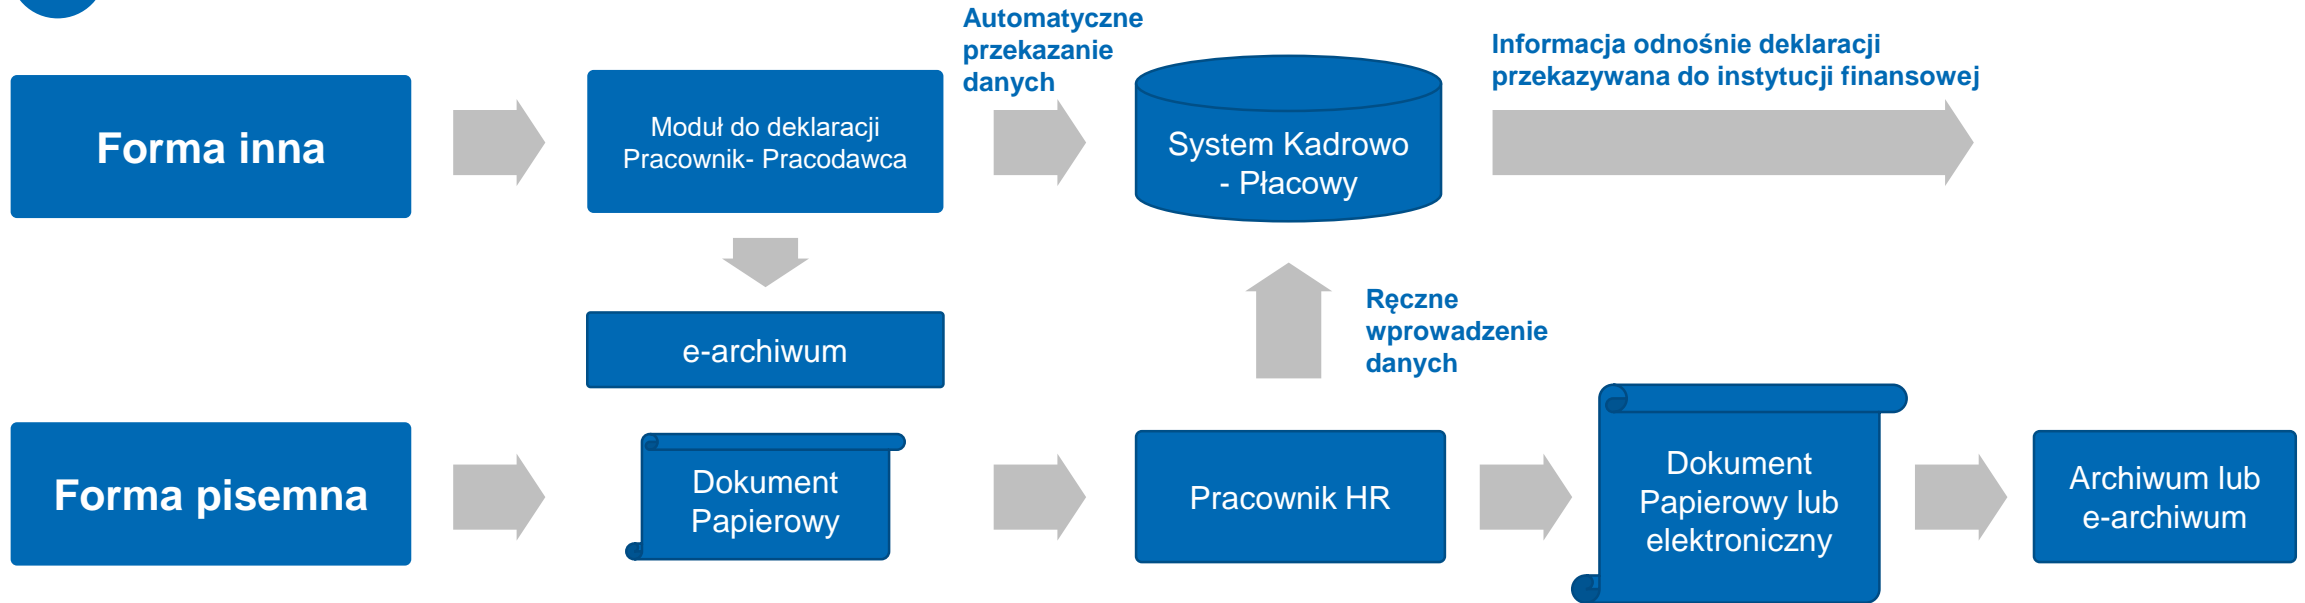 Automatyczne
przekazanie
danych
Informacja odnośnie deklaracji
przekazywana do instytucji finansowej
Forma inna
Moduł do deklaracji
Pracownik- Pracodawca
System Kadrowo
- Płacowy
Ręczne
wprowadzenie
danych
e-archiwum
Forma pisemna
Dokument
Papierowy
Pracownik HR
Dokument
Papierowy lub
elektroniczny
Archiwum lub
e-archiwum